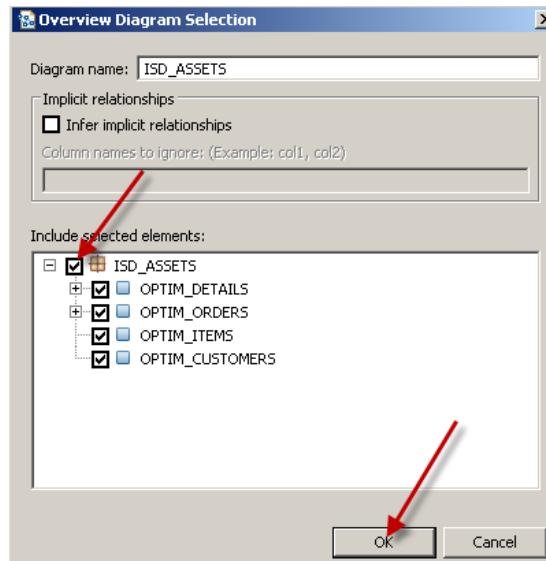 Overview Diagram Selection
Diagram name: ISD_ASSETS
Implicit relationships
Infer implicit relationships
Column names to ignore: (Example: col1, col2)
Include selected elements:
ISD_ASSETS
OPTIM_DETAILS
OPTIM_ORDERS
OPTIM_ITEMS
OPTIM_CUSTOMERS
OK Cancel